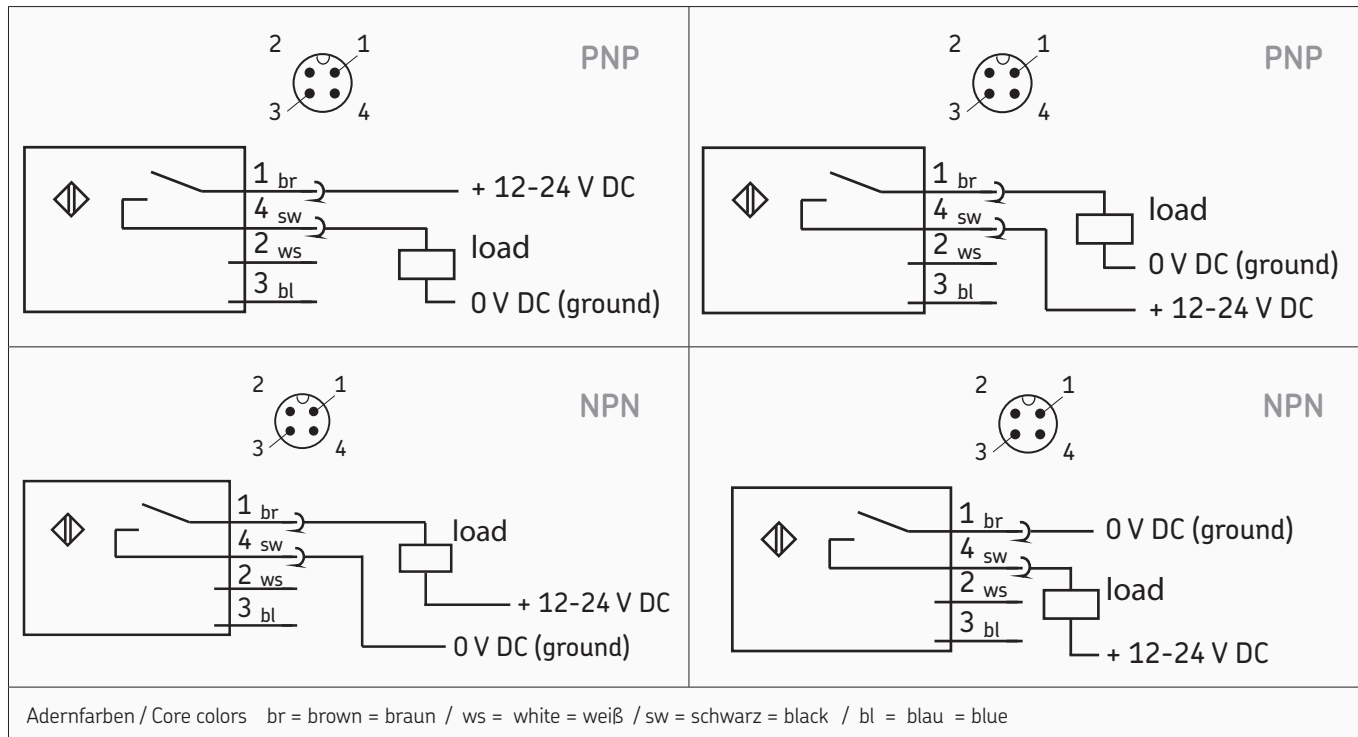 2 1
PNP
3 4
1 br
+ 12-24 V DC
4 sw
load
2 ws
3 bl
0 V DC (ground)
2 1
PNP
3 4
1 br
load
4 sw
2 ws
0 V DC (ground)
3 bl
+ 12-24 V DC
2 1
NPN
3 4
1 br
load
4 sw
2 ws
+ 12-24 V DC
3 bl
0 V DC (ground)
2 1
NPN
3 4
1 br
0 V DC (ground)
4 sw
2 ws
load
3 bl
+ 12-24 V DC
Adernfarben / Core colors br = brown = braun / ws = white = weiß / sw = schwarz = black / bl = blau = blue